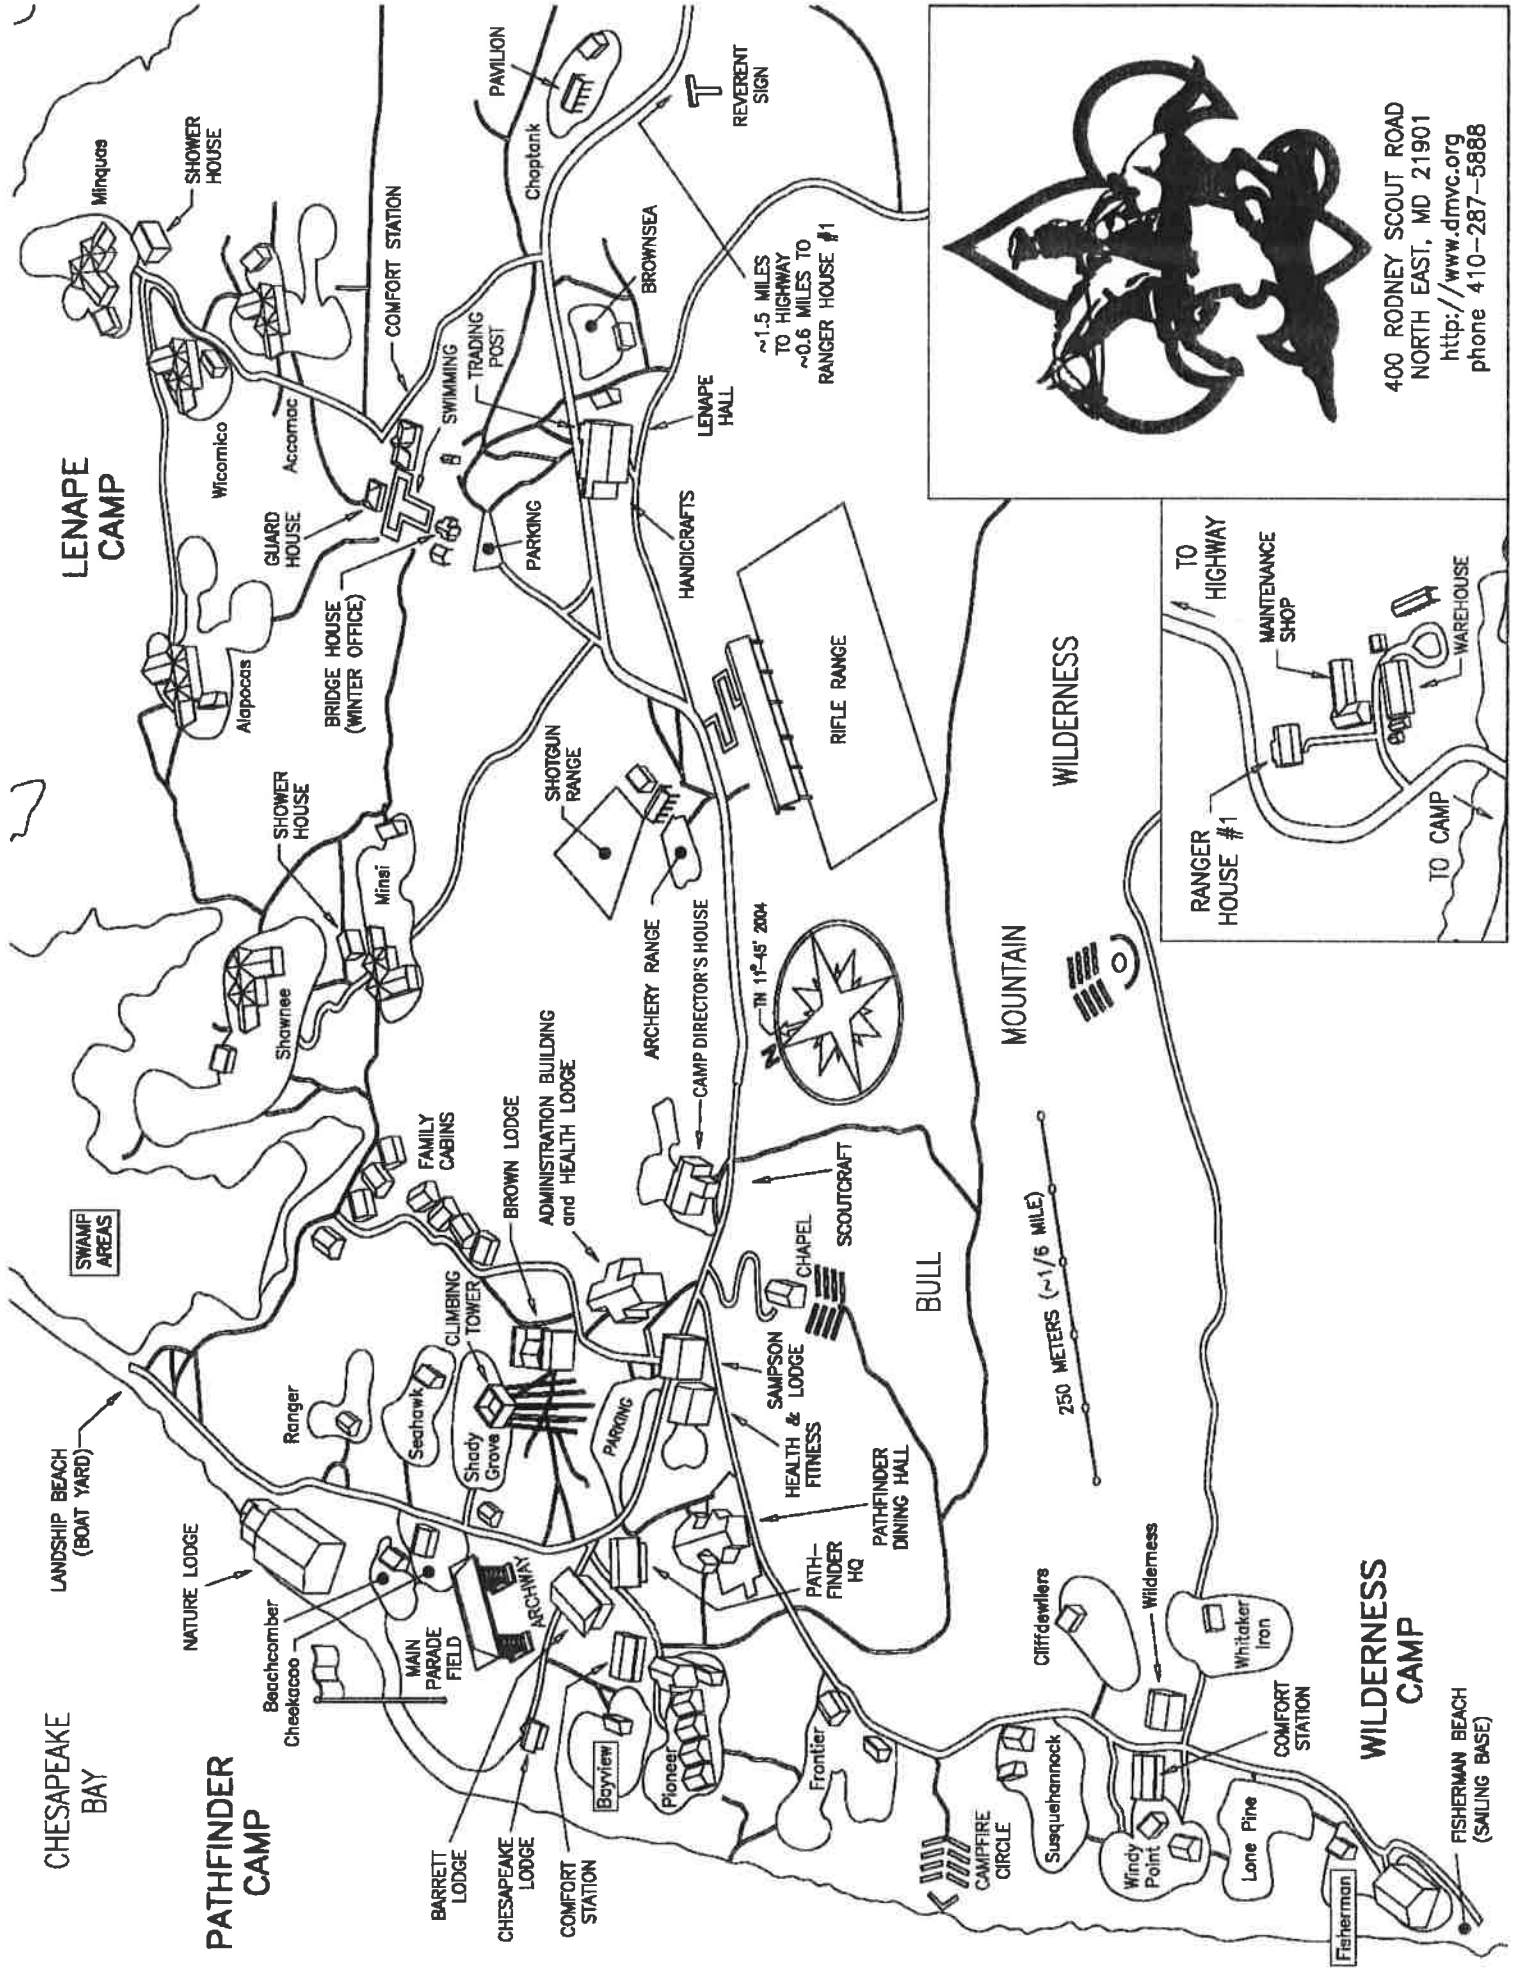 CHESAPEAKE
BAY
PATHFINDER
CAMP
LANDSHIP BEACH
(BOAT YARD)
NATURE LODGE
Beachcomber
Cheekacoo
MAIN
PARADE
FIELD
ARCHWAY
BARRETT
LODGE
CHESAPEAKE
LODGE
COMFORT
STATION
Bayview
Pioneer
Frontier
SWAMP
AREAS
Ranger
Seahawk
Shady
Grove
CLIMBING
TOWER
BROWN LODGE
FAMILY
CABINS
ADMINISTRATION BUILDING
and HEALTH LODGE
PARKING
SAMPSON
LODGE
HEALTH &
FITNESS
PATHFINDER
DINING HALL
PATH-
FINDER
HQ
CHAPEL
SCOUTCRAFT
CAMP DIRECTOR'S HOUSE
ARCHERY RANGE
SHOTGUN
RANGE
RIFLE RANGE
TN 11°-45' 2004
N
LENAPE
CAMP
Shawnee
Minsi
SHOWER
HOUSE
Alapocas
BRIDGE HOUSE
(WINTER OFFICE)
GUARD
HOUSE
Wicomico
Accomac
Minquas
SHOWER
HOUSE
COMFORT STATION
SWIMMING
TRADING
POST
PARKING
HANDICRAFTS
LENAPE
HALL
BROWNSEA
Choptank
PAVILION
REVERENT
SIGN
~1.5 MILES
TO HIGHWAY
~0.6 MILES TO
RANGER HOUSE #1
BULL
MOUNTAIN
WILDERNESS
250 METERS (~1/6 MILE)
WILDERNESS
CAMP
Cliffdwellers
Wilderness
Whitaker
Iron
COMFORT
STATION
Susquehannock
CAMPFIRE
CIRCLE
Windy
Point
Lone Pine
Fisherman
FISHERMAN BEACH
(SAILING BASE)
RANGER
HOUSE #1
TO CAMP
MAINTENANCE
SHOP
WAREHOUSE
TO
HIGHWAY
400 RODNEY SCOUT ROAD
NORTH EAST, MD 21901
http://www.dmvc.org
phone 410-287-5888